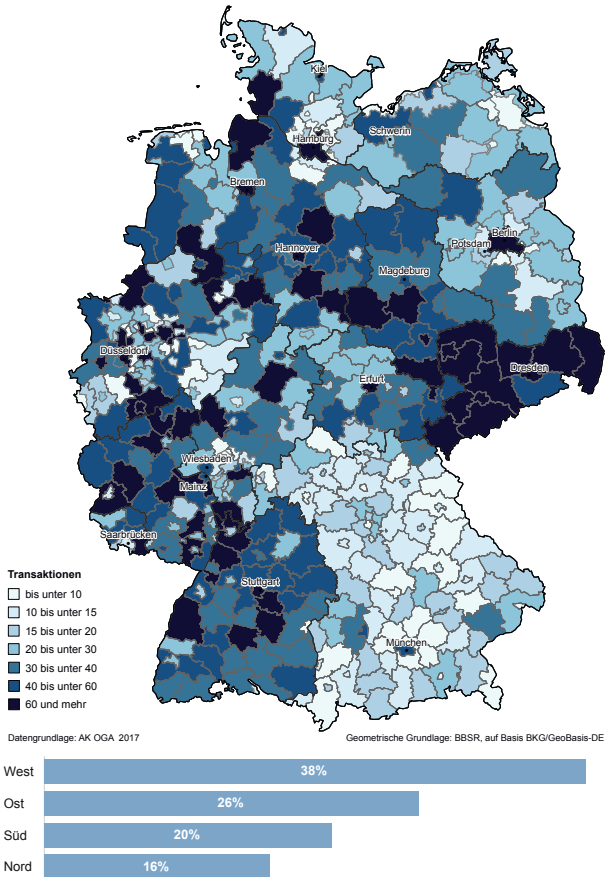 Kiel
Schwerin
Hamburg
Bremen
Berlin
Potsdam
Hannover
Magdeburg
Düsseldorf
Dresden
Erfurt
Wiesbaden
Mainz
Saarbrücken
Stuttgart
München
Transaktionen
bis unter 10
10 bis unter 15
15 bis unter 20
20 bis unter 30
30 bis unter 40
40 bis unter 60
60 und mehr
Datengrundlage: AK OGA 2017
Geometrische Grundlage: BBSR, auf Basis BKG/GeoBasis-DE
West 38%
Ost 26%
Süd 20%
Nord 16%